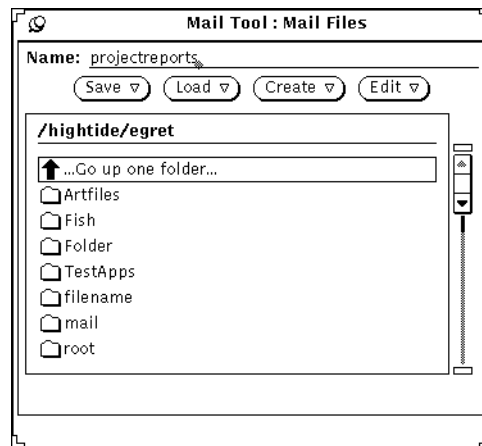 Mail Tool : Mail Files
Name: projectreports
Save Load Create Edit
/hightide/egret
...Go up one folder...
Artfiles
Fish
Folder
TestApps
filename
mail
root